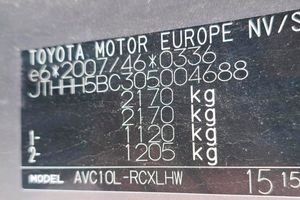 TOYOTA MOTOR EUROPE NV/S
e6*2007/46*0336
JTHHH5BC305004688
2170 kg
2170 kg
1- 1120 kg
2- 1205 kg
MODEL AVC10L-RCXLHW 15 15